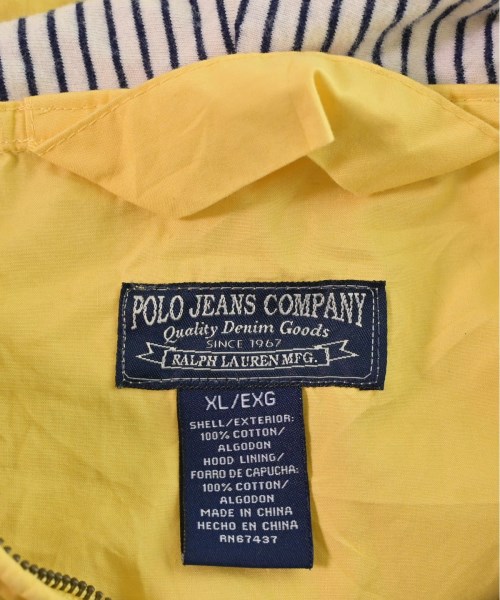 POLO JEANS COMPANY
Quality Denim Goods
SINCE 1967
RALPH LAUREN MFG.
XL/EXG
SHELL/EXTERIOR:
100% COTTON/
ALGODON
HOOD LINING/
FORRO DE CAPUCHA:
100% COTTON/
ALGODON
MADE IN CHINA
HECHO EN CHINA
RN67437